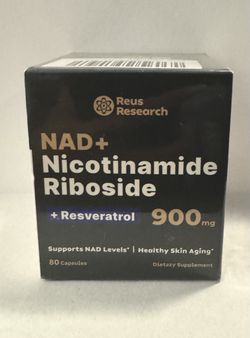 Reus
Research
NAD+
Nicotinamide
Riboside
+ Resveratrol 900mg
Supports NAD Levels* | Healthy Skin Aging*
80 Capsules Dietary Supplement